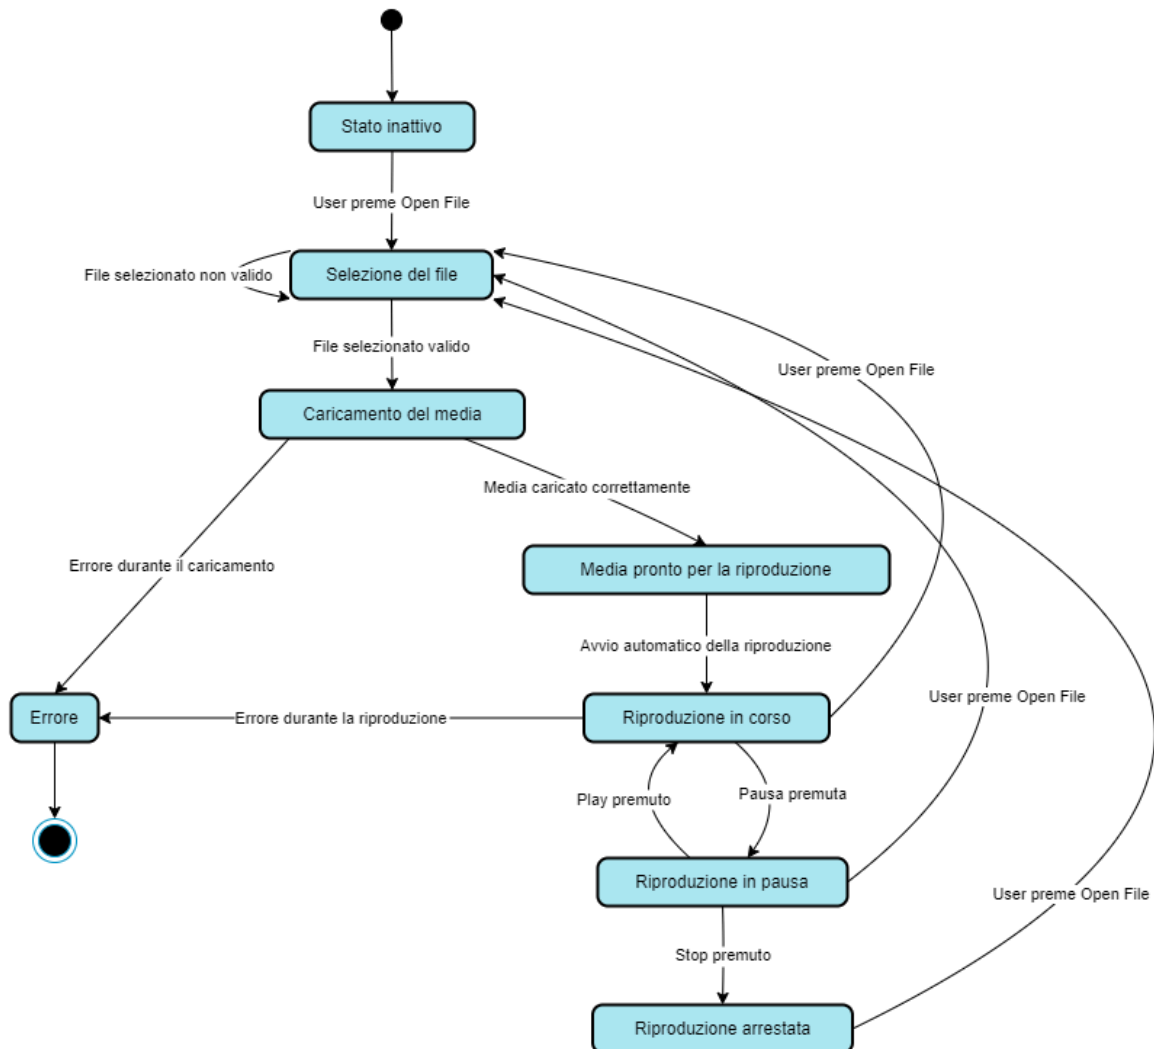 Stato inattivo
User preme Open File
File selezionato non valido
Selezione del file
File selezionato valido
User preme Open File
Caricamento del media
Media caricato correttamente
Errore durante il caricamento
Media pronto per la riproduzione
Avvio automatico della riproduzione
User preme Open File
Errore
Errore durante la riproduzione
Riproduzione in corso
Play premuto
Pausa premuta
Riproduzione in pausa
User preme Open File
Stop premuto
Riproduzione arrestata